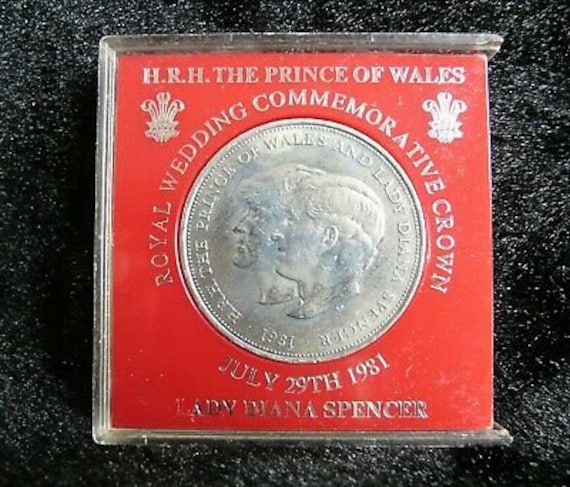 H.R.H. THE PRINCE OF WALES
ROYAL WEDDING COMMEMORATIVE CROWN
H.R.H. THE PRINCE OF WALES AND LADY DIANA SPENCER · 1981
JULY 29TH 1981
LADY DIANA SPENCER